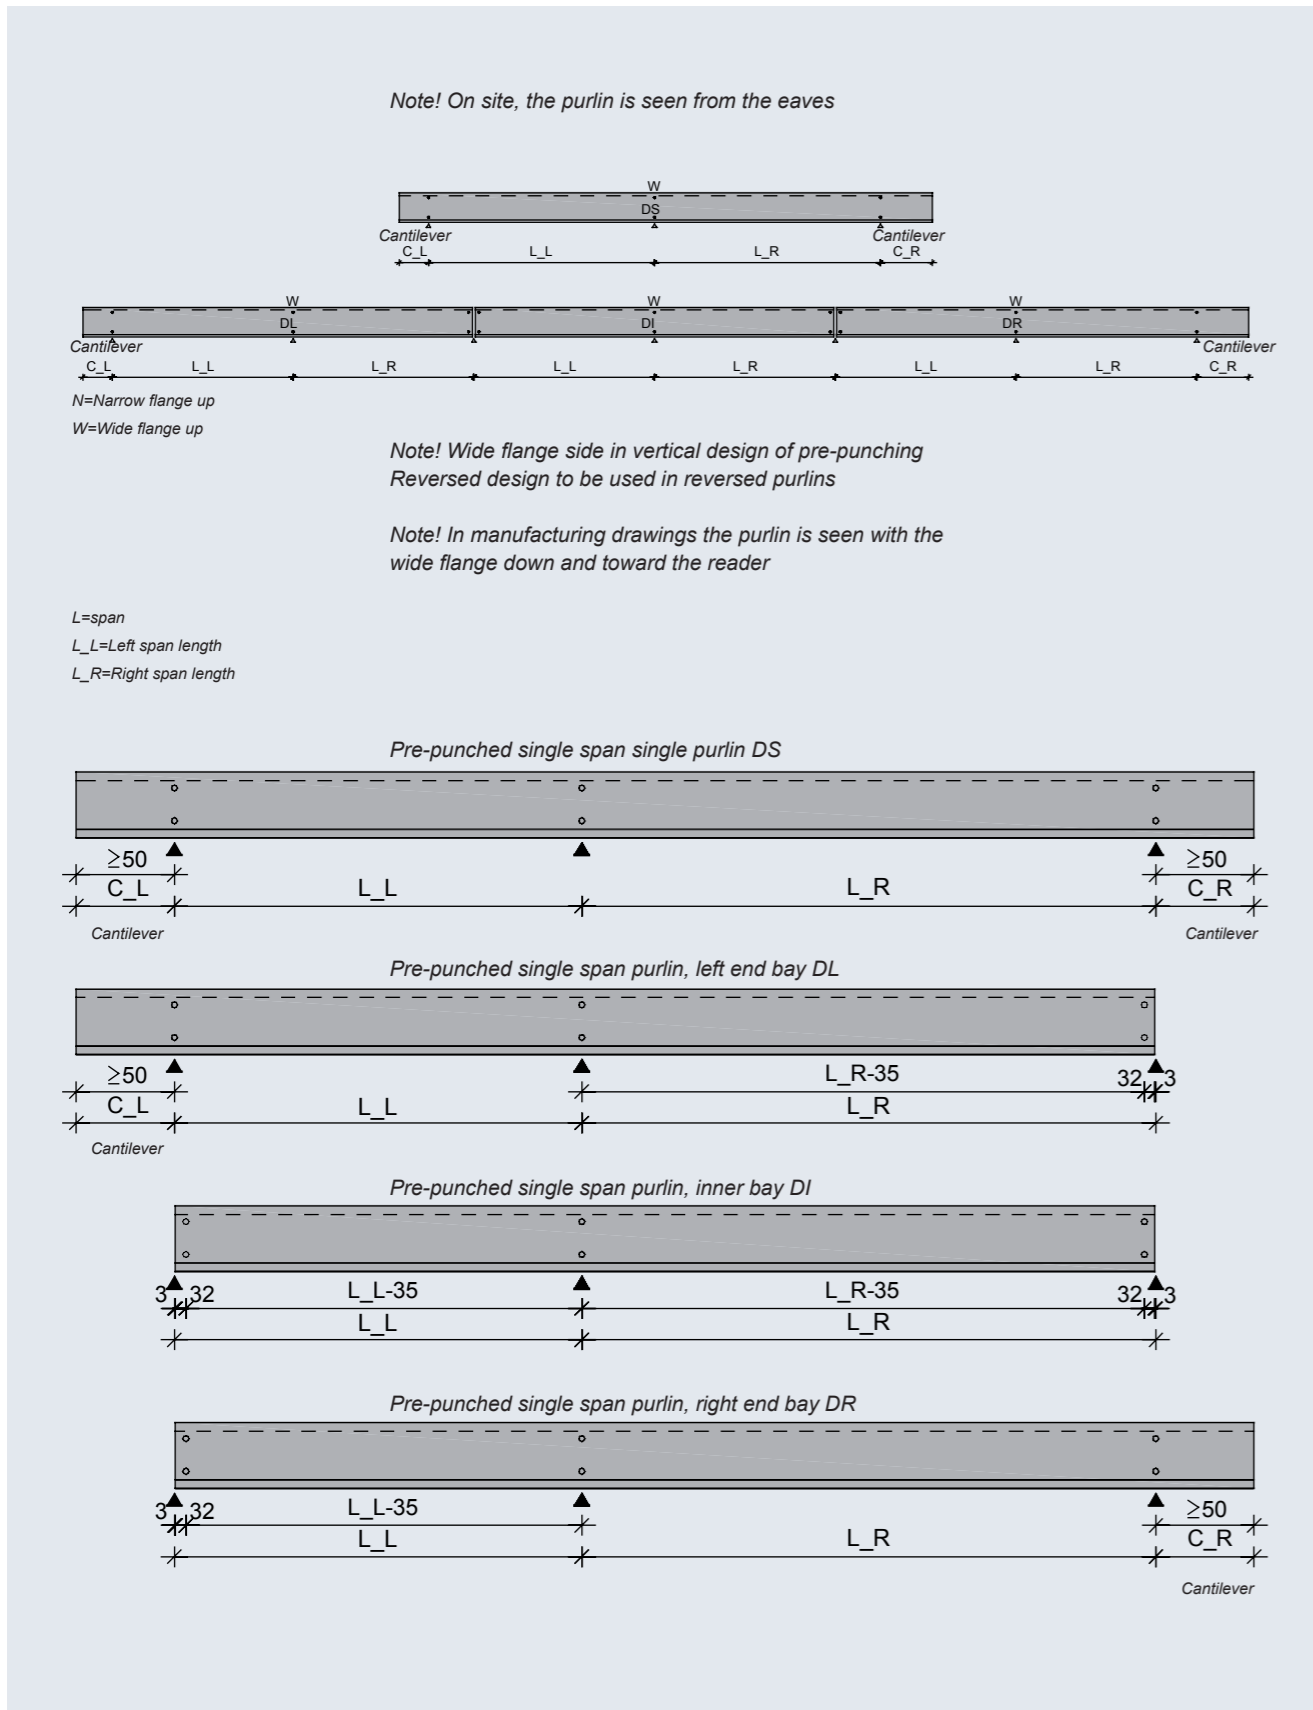 Note! On site, the purlin is seen from the eaves
W
DS
Cantilever
Cantilever
C_L
L_L
L_R
C_R
W
W
W
DL
DI
DR
Cantilever
Cantilever
C_L
L_L
L_R
L_L
L_R
L_L
L_R
C_R
N=Narrow flange up
W=Wide flange up
Note! Wide flange side in vertical design of pre-punching
Reversed design to be used in reversed purlins
Note! In manufacturing drawings the purlin is seen with the
wide flange down and toward the reader
L=span
L_L=Left span length
L_R=Right span length
Pre-punched single span single purlin DS
≥50
≥50
C_L
L_L
L_R
C_R
Cantilever
Cantilever
Pre-punched single span purlin, left end bay DL
≥50
L_R-35
32
3
C_L
L_L
L_R
Cantilever
Pre-punched single span purlin, inner bay DI
3
32
L_L-35
L_R-35
32
3
L_L
L_R
Pre-punched single span purlin, right end bay DR
3
32
L_L-35
≥50
L_L
L_R
C_R
Cantilever